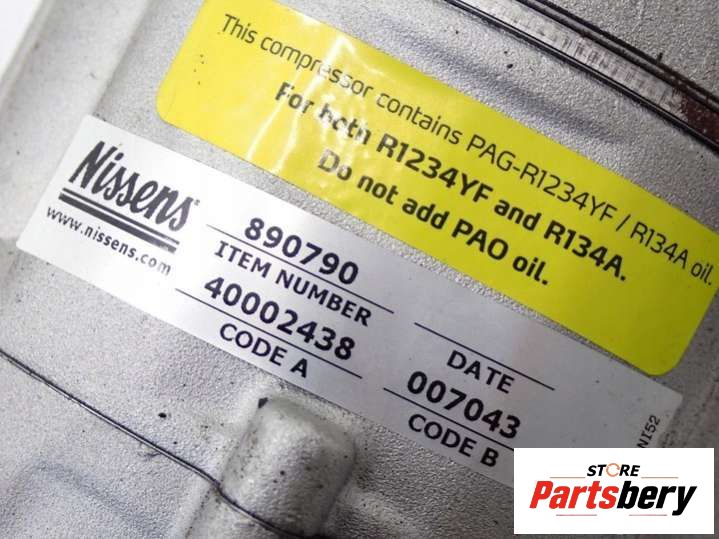 This compressor contains PAG-R1234YF / R134A oil.
For both R1234YF and R134A.
Do not add PAO oil.
Nissens
www.nissens.com
890790
ITEM NUMBER
40002438
CODE A
DATE
007043
CODE B
NI52
STORE
Partsbery